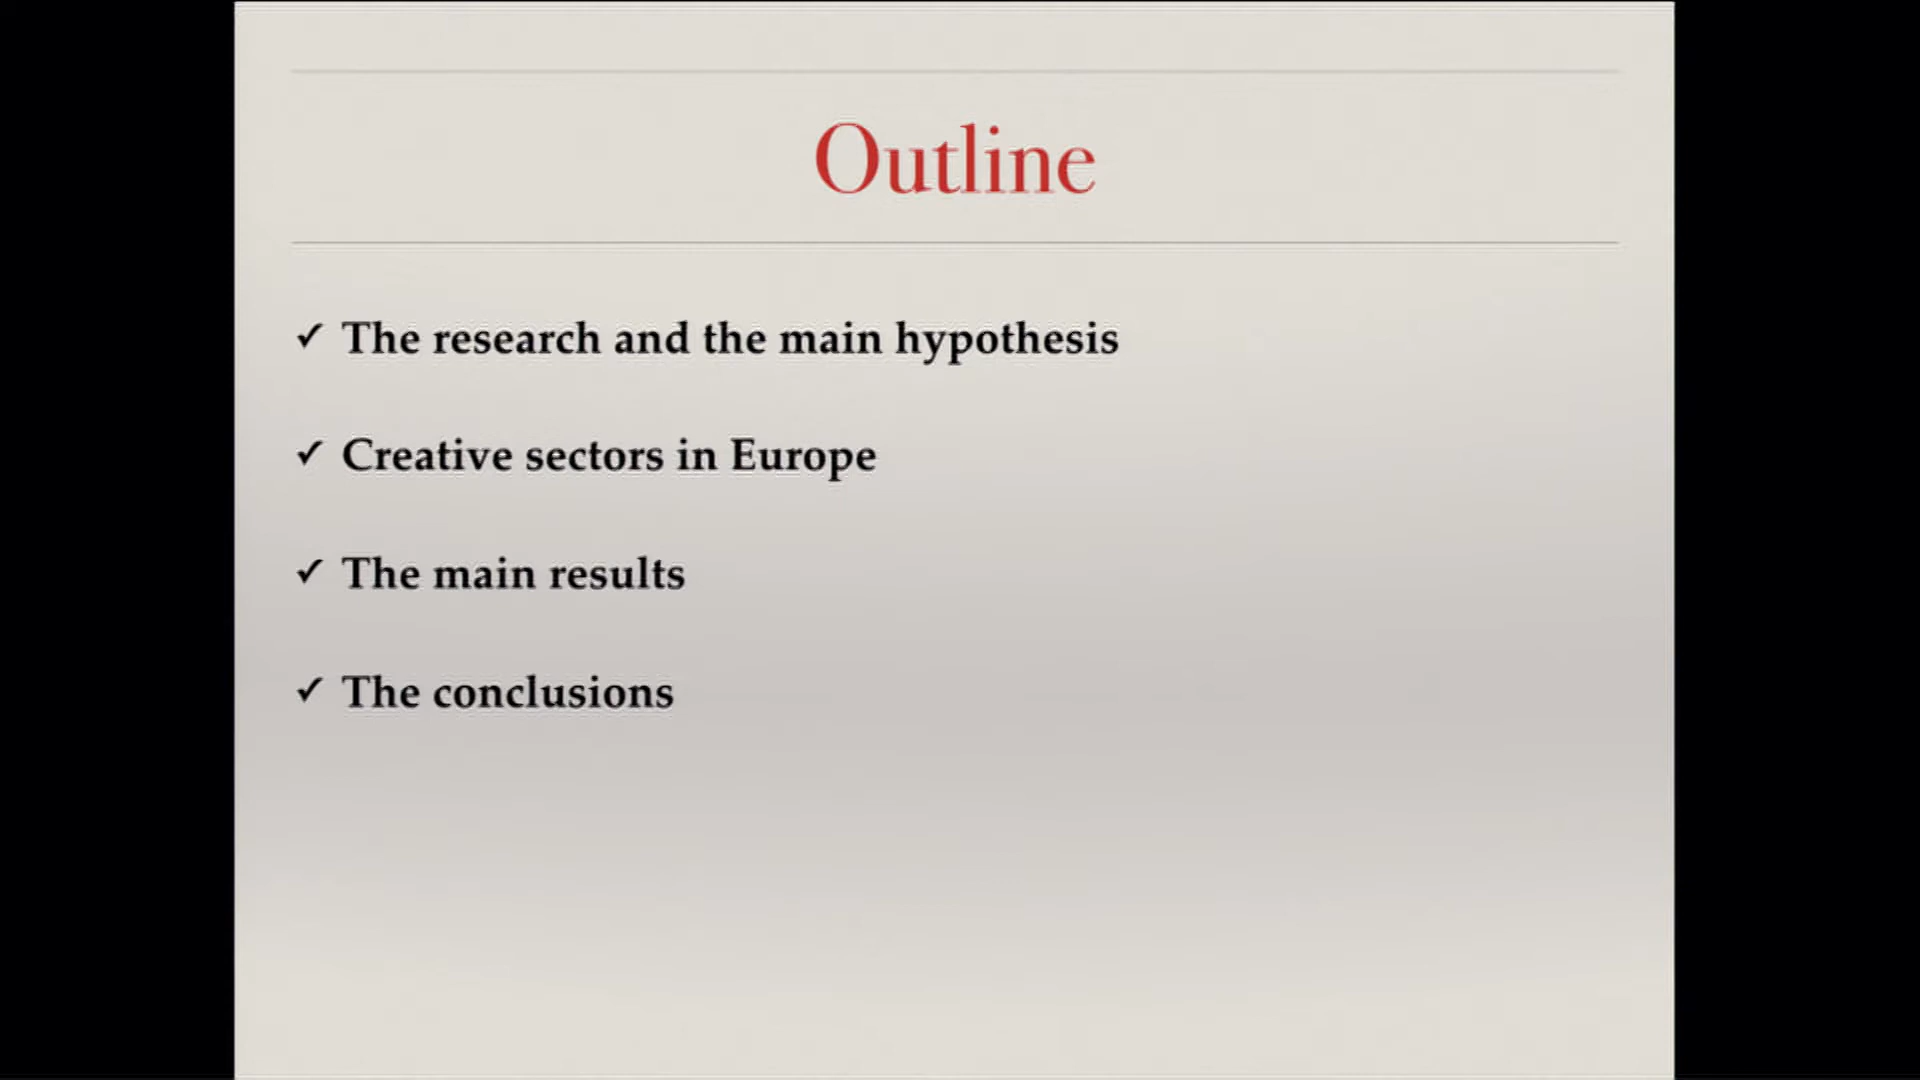 Outline
✓ The research and the main hypothesis
✓ Creative sectors in Europe
✓ The main results
✓ The conclusions